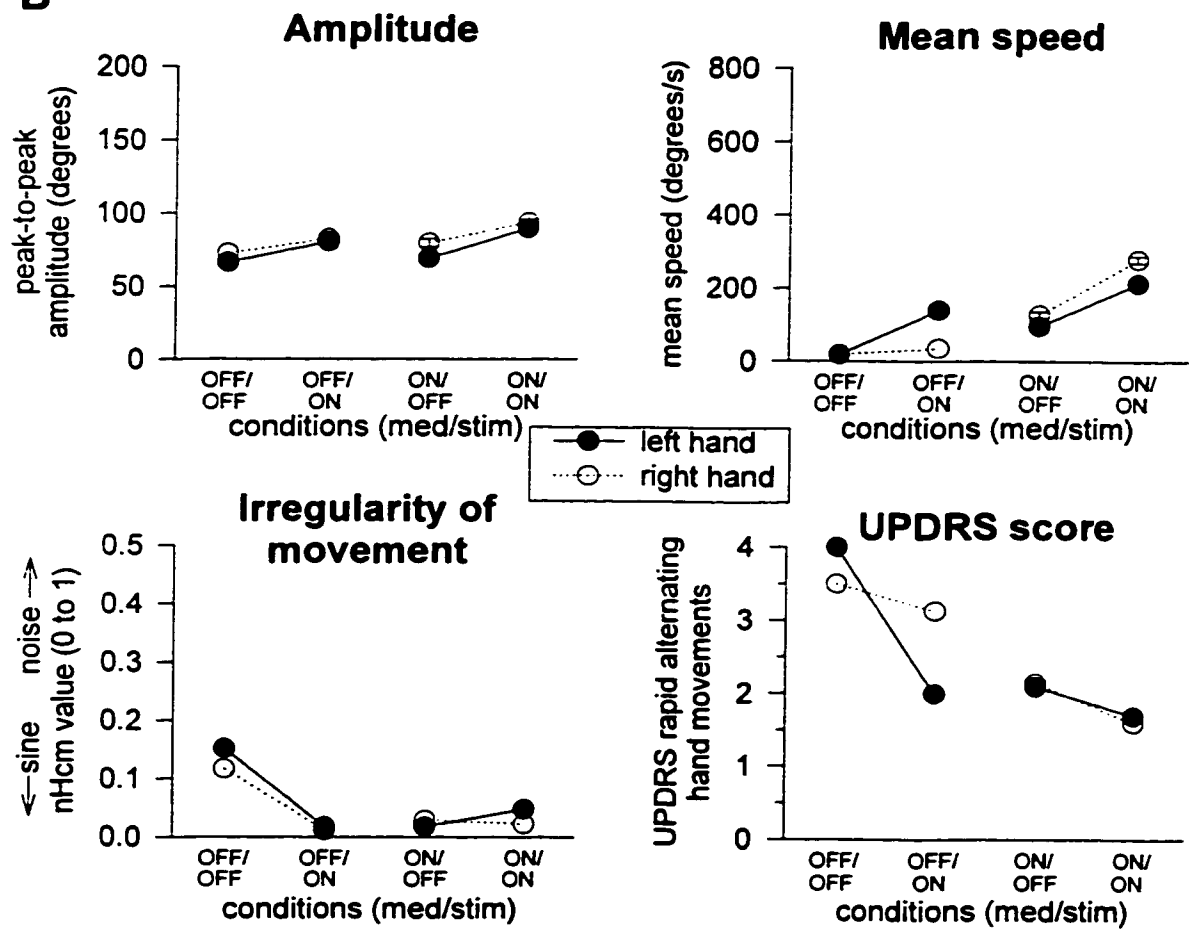 B
Amplitude
peak-to-peak
amplitude (degrees)
200
150
100
50
0
OFF/
OFF
OFF/
ON
ON/
OFF
ON/
ON
conditions (med/stim)
Mean speed
mean speed (degrees/s)
800
600
400
200
0
OFF/
OFF
OFF/
ON
ON/
OFF
ON/
ON
conditions (med/stim)
left hand
right hand
Irregularity of
movement
←sine noise→
nHcm value (0 to 1)
0.5
0.4
0.3
0.2
0.1
0.0
OFF/
OFF
OFF/
ON
ON/
OFF
ON/
ON
conditions (med/stim)
UPDRS score
UPDRS rapid alternating
hand movements
4
3
2
1
0
OFF/
OFF
OFF/
ON
ON/
OFF
ON/
ON
conditions (med/stim)